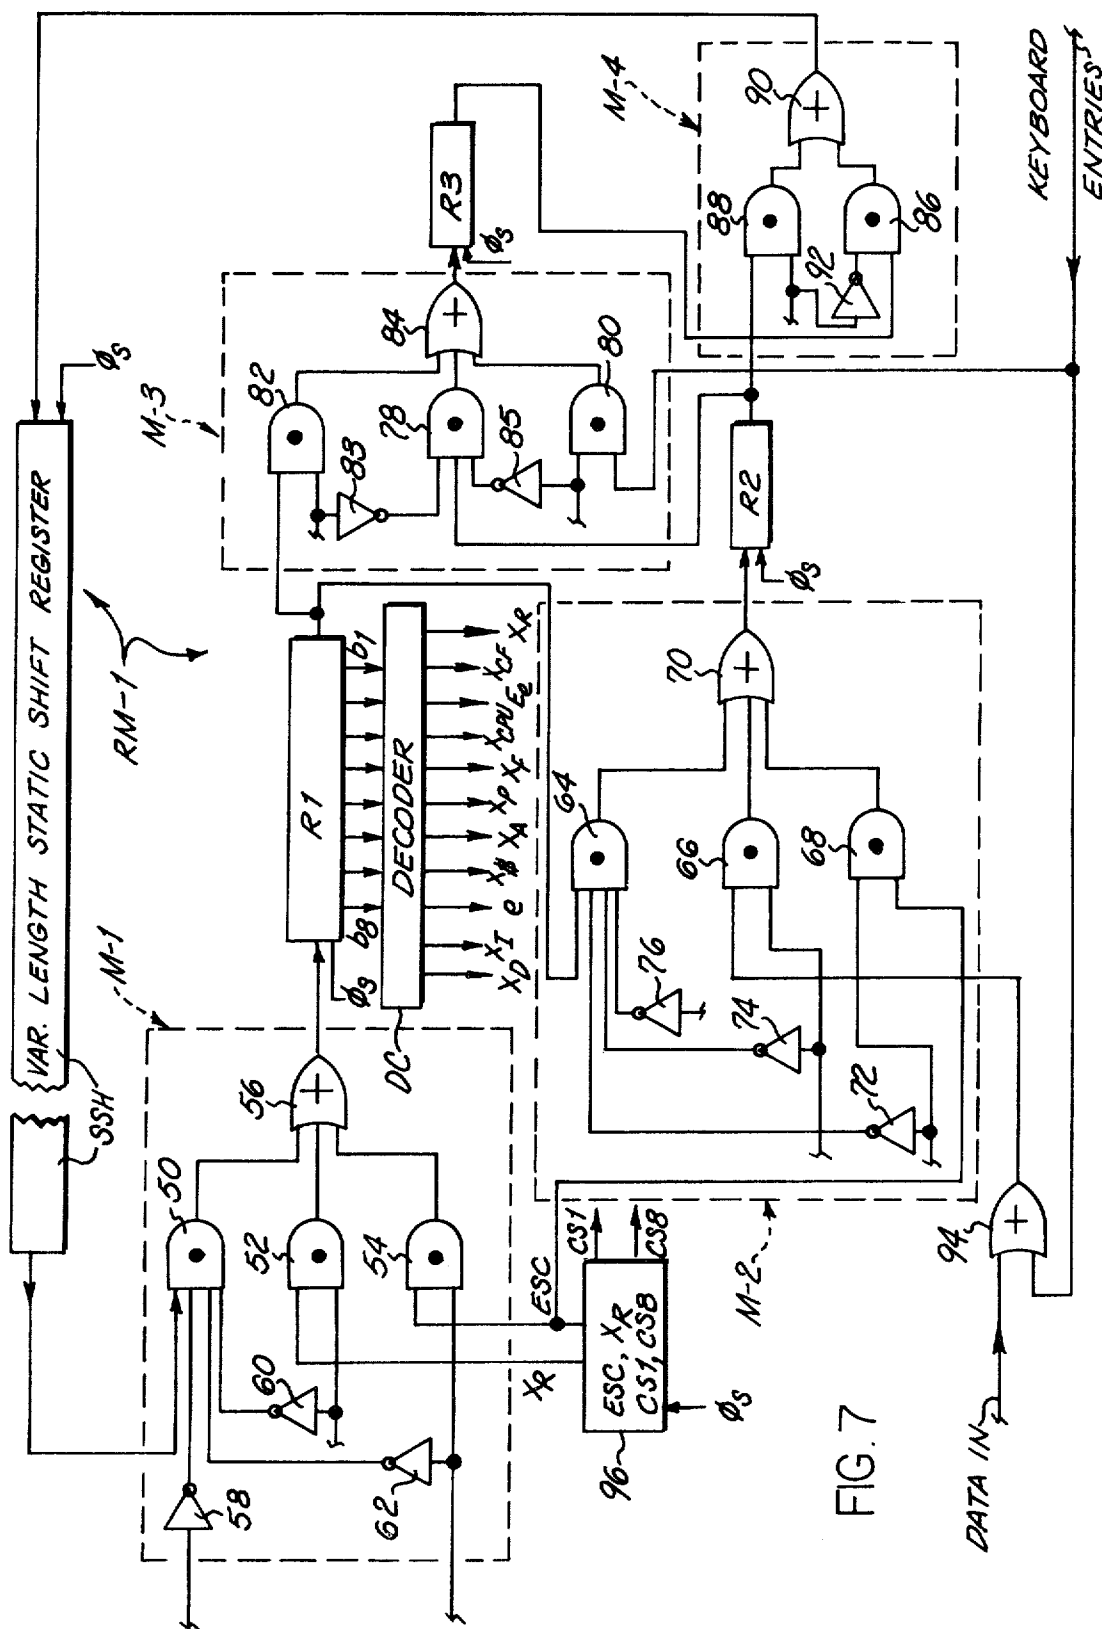 VAR. LENGTH STATIC SHIFT REGISTER
SSH
RM-1
ϕS
M-1
50
52
54
56
58
60
62
R1
ϕS
b8
b1
DECODER
DC
XD
XI
e
X$
XA
XP
XF
XCPU
Ee
XCF
XR
M-3
82
83
78
85
84
80
R3
ϕS
M-4
88
92
86
90
KEYBOARD
ENTRIES
XR
ESC
ESC, XR
CS1, CS8
CS1
CS8
96
ϕS
M-2
64
66
68
70
72
74
76
R2
ϕS
94
DATA IN
FIG. 7